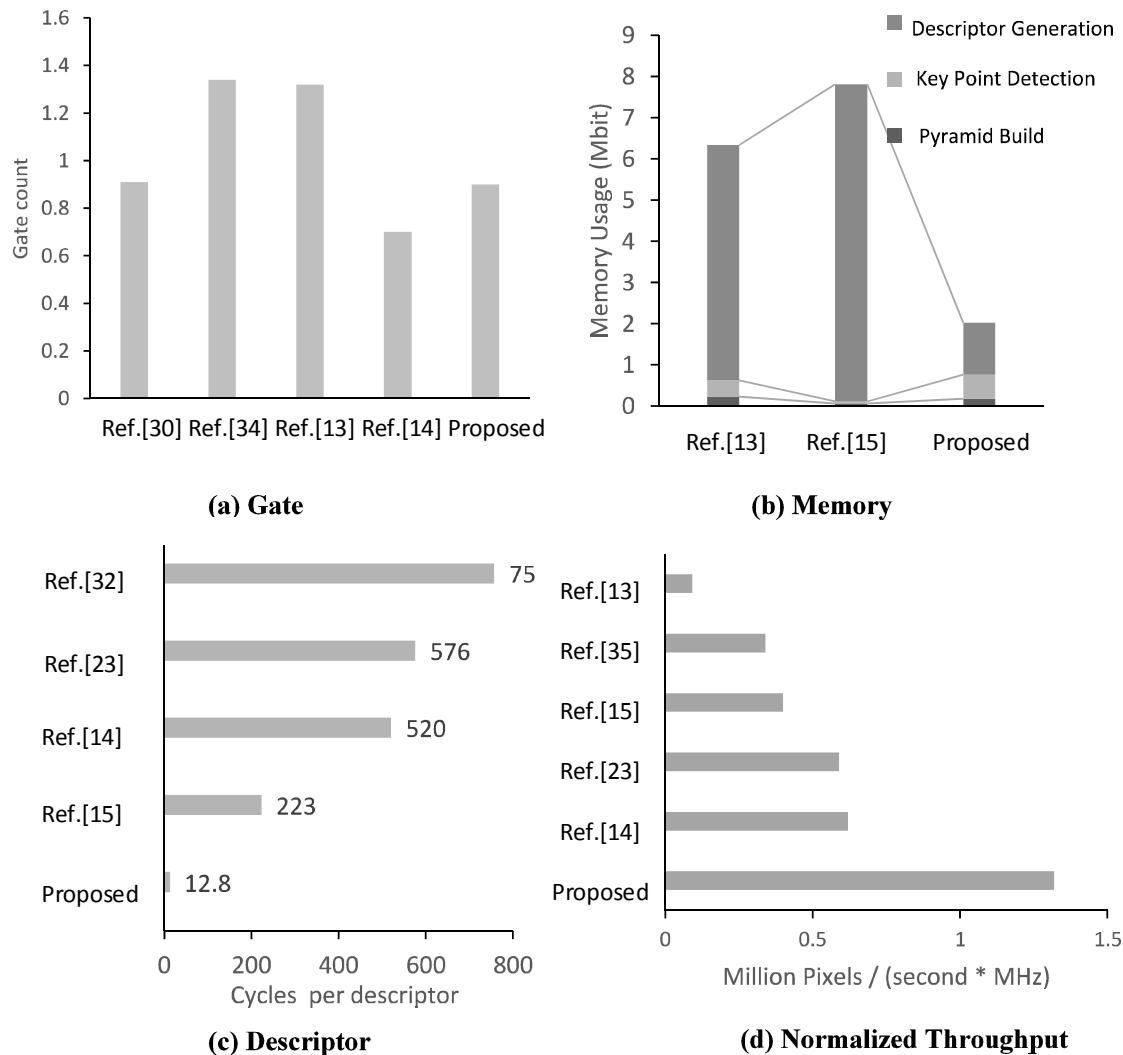 1.6
1.4
1.2
1
0.8
0.6
0.4
0.2
0
Gate count
Ref.[30] Ref.[34] Ref.[13] Ref.[14] Proposed
(a) Gate
9
8
7
6
5
4
3
2
1
0
Memory Usage (Mbit)
Descriptor Generation
Key Point Detection
Pyramid Build
Ref.[13] Ref.[15] Proposed
(b) Memory
Ref.[32] 75
Ref.[23] 576
Ref.[14] 520
Ref.[15] 223
Proposed 12.8
0 200 400 600 800
Cycles per descriptor
(c) Descriptor
Ref.[13]
Ref.[35]
Ref.[15]
Ref.[23]
Ref.[14]
Proposed
0 0.5 1 1.5
Million Pixels / (second * MHz)
(d) Normalized Throughput